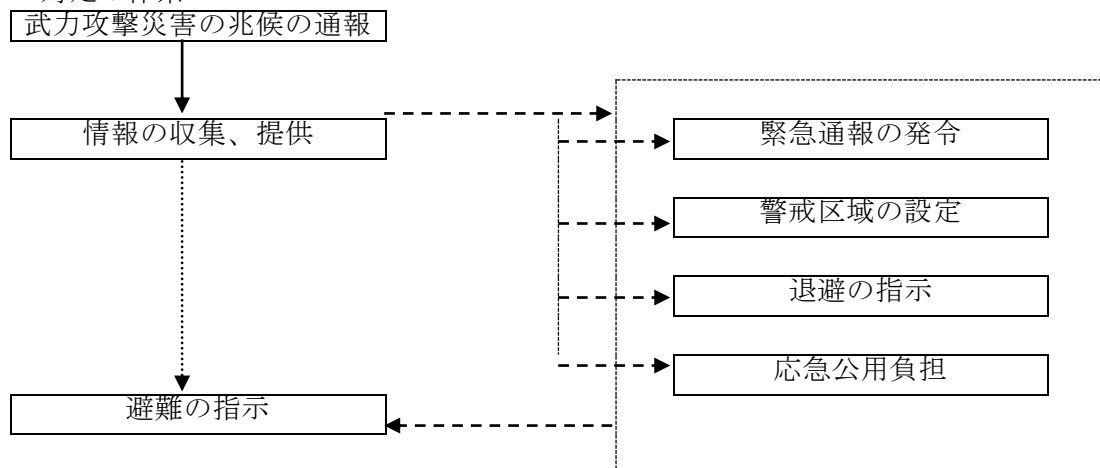 武力攻撃災害の兆候の通報
情報の収集、提供
緊急通報の発令
警戒区域の設定
退避の指示
応急公用負担
避難の指示